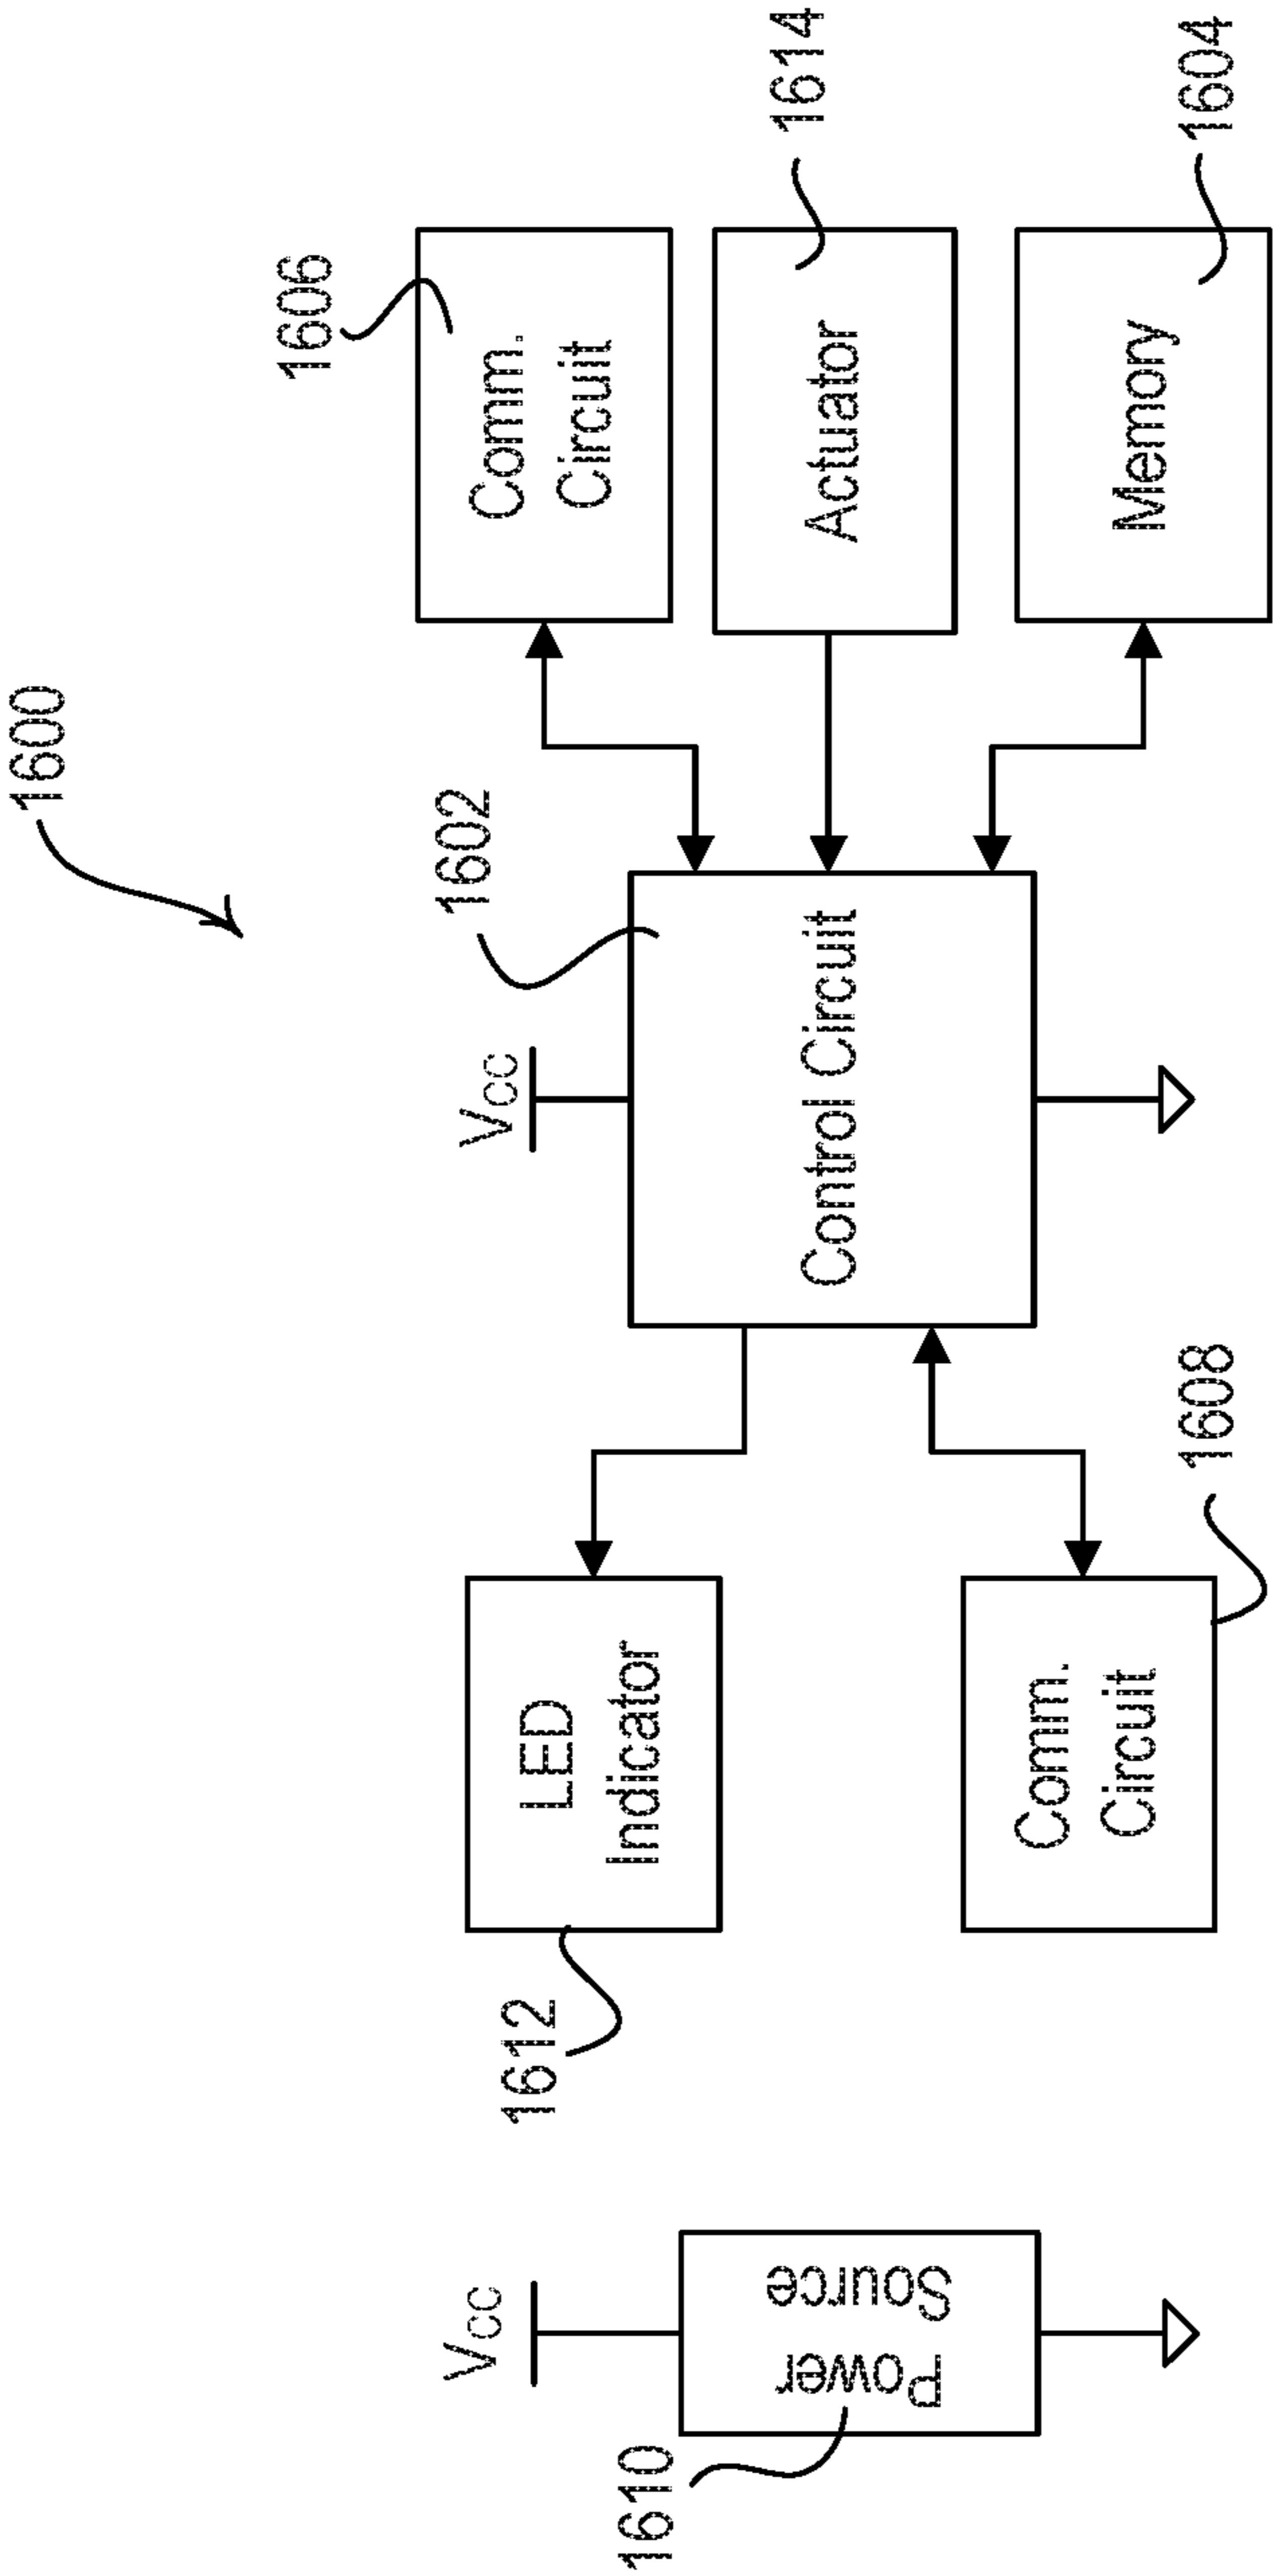 1600
1606
Comm.
Circuit
1614
Actuator
1604
Memory
1602
Vcc
Control Circuit
1612
LED
Indicator
1608
Comm.
Circuit
Vcc
1610
Power
Source